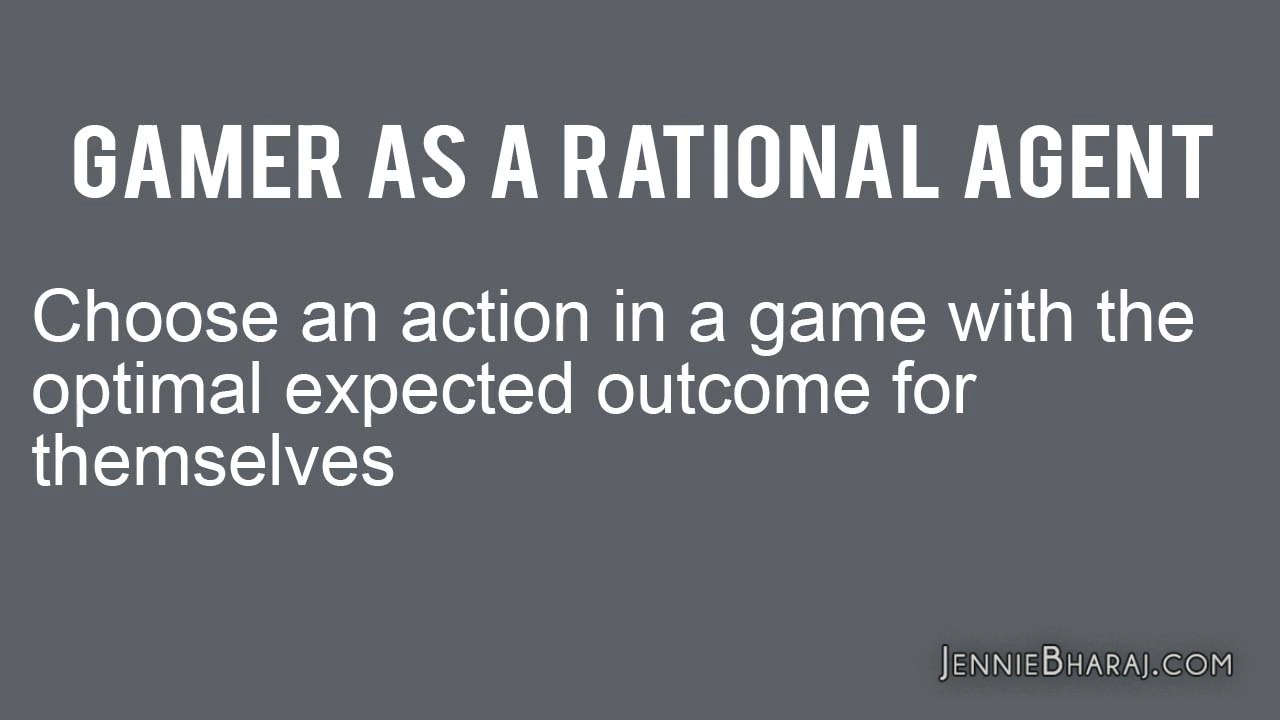 GAMER AS A RATIONAL AGENT
Choose an action in a game with the
optimal expected outcome for
themselves
JENNIEBHARAJ.COM